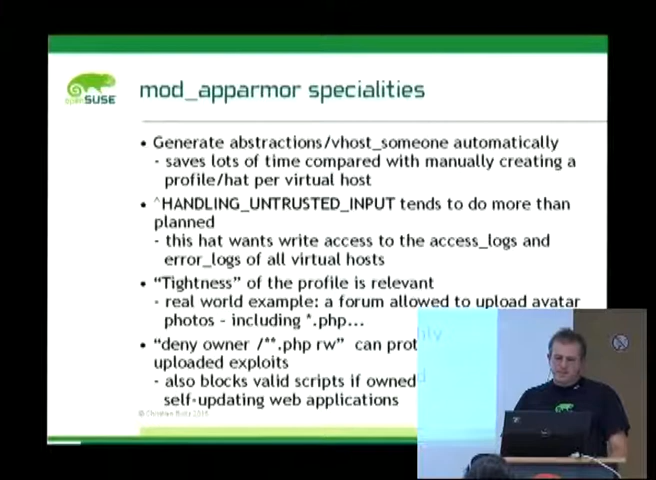 openSUSE
mod_apparmor specialities
• Generate abstractions/vhost_someone automatically
- saves lots of time compared with manually creating a
profile/hat per virtual host
• ^HANDLING_UNTRUSTED_INPUT tends to do more than
planned
- this hat wants write access to the access_logs and
error_logs of all virtual hosts
• “Tightness” of the profile is relevant
- real world example: a forum allowed to upload avatar
photos - including *.php...
• “deny owner /**.php rw” can prot
uploaded exploits
- also blocks valid scripts if owned
self-updating web applications